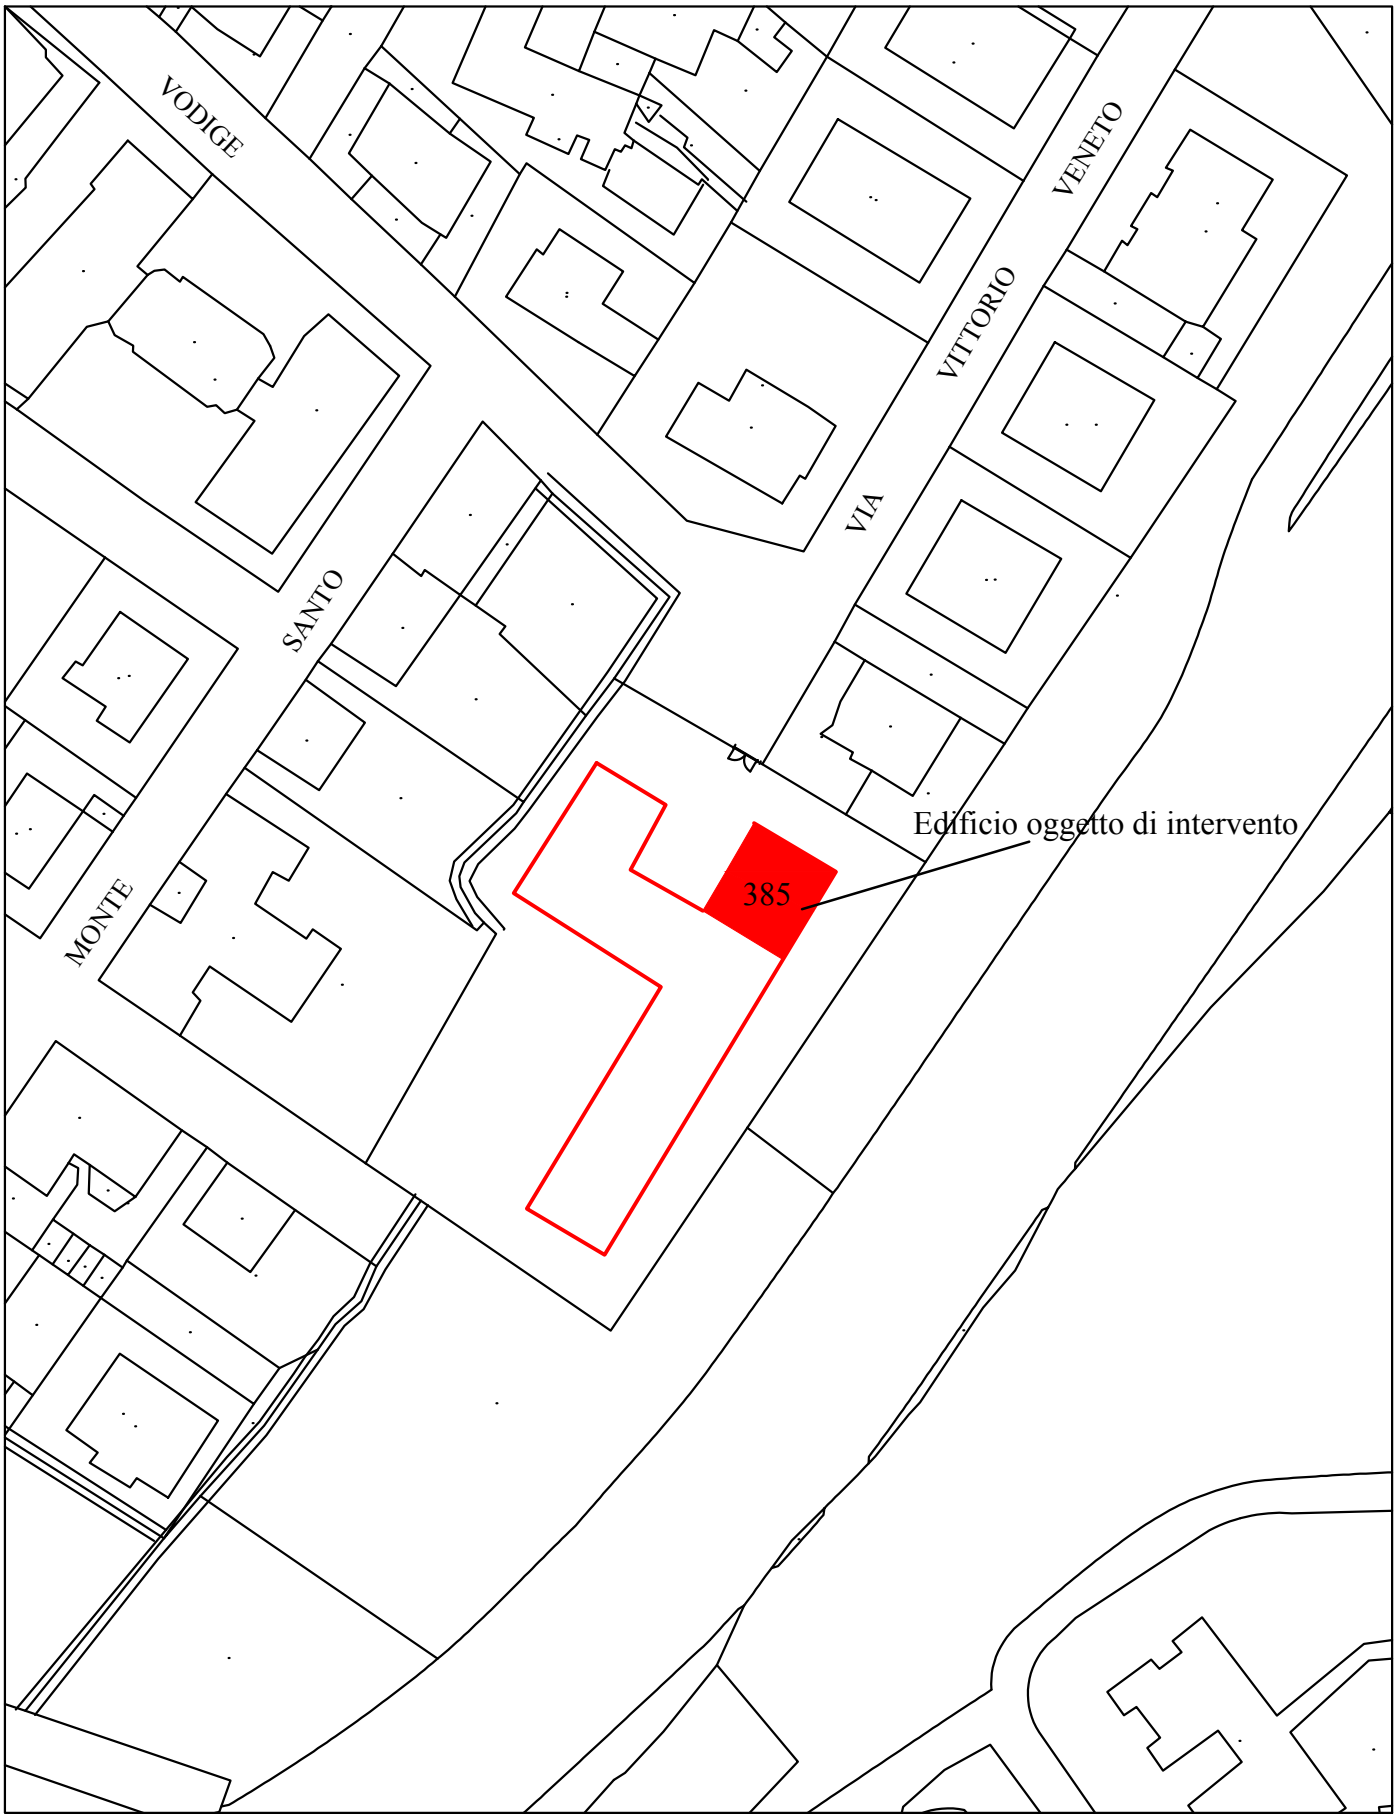 VODIGE
VENETO
VITTORIO
VIA
SANTO
MONTE
Edificio oggetto di intervento
385